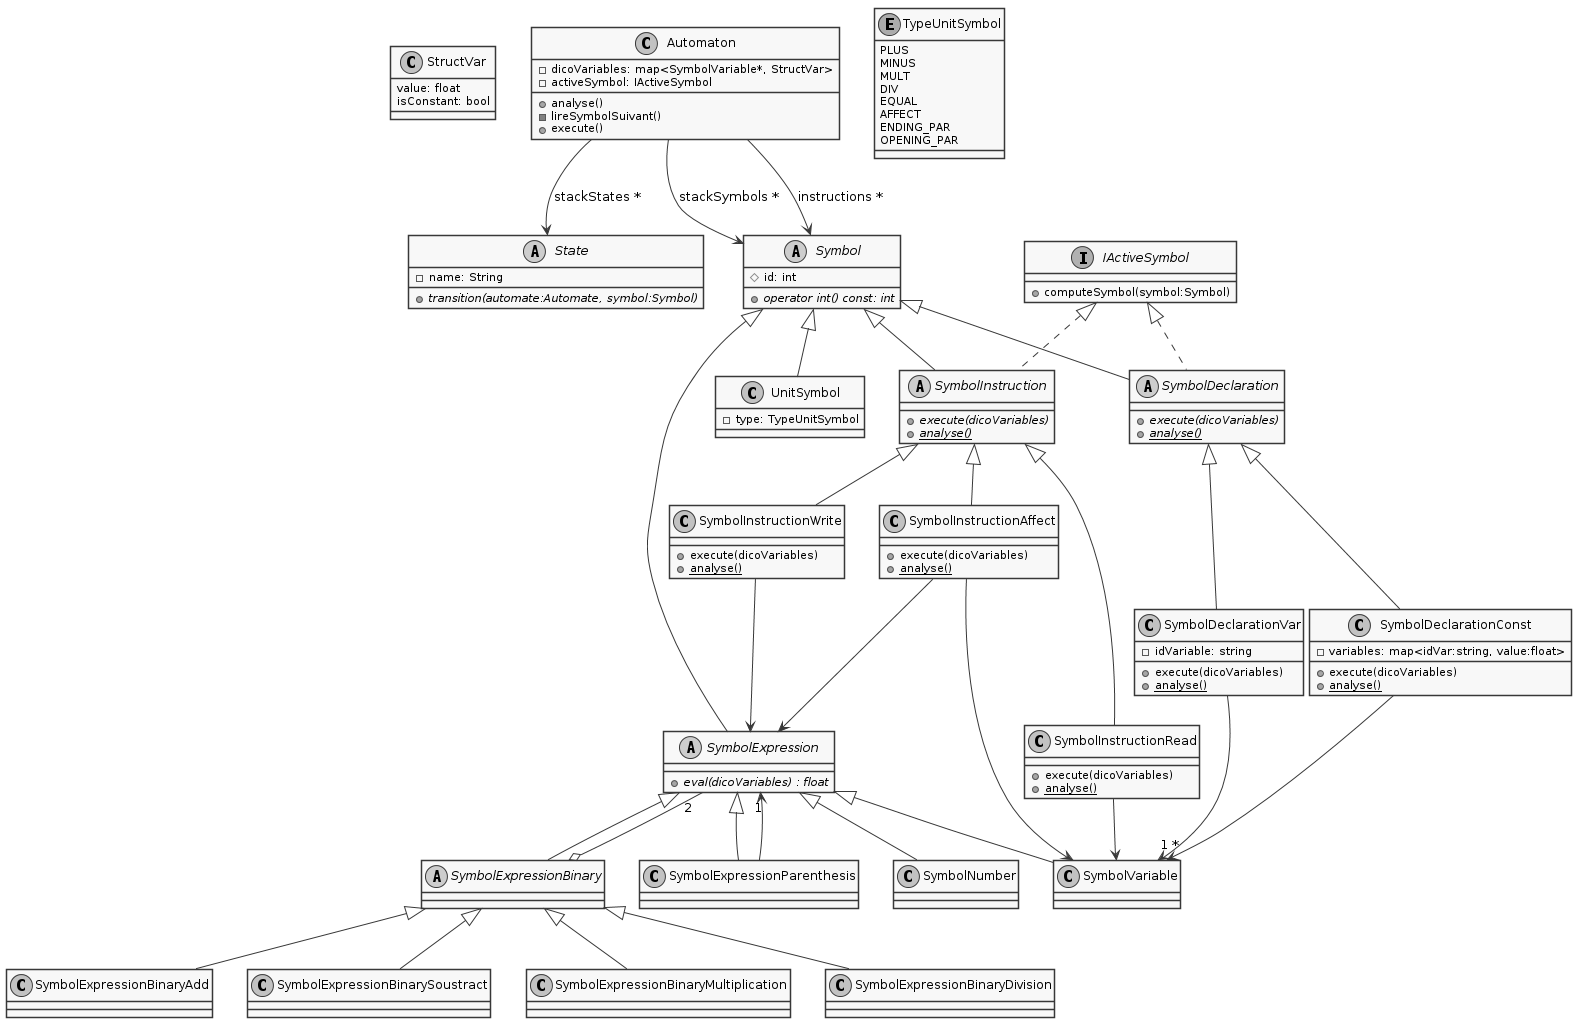 E TypeUnitSymbol
PLUS
MINUS
MULT
DIV
EQUAL
AFFECT
ENDING_PAR
OPENING_PAR
C Automaton
dicoVariables: map<SymbolVariable*, StructVar>
activeSymbol: IActiveSymbol
analyse()
lireSymbolSuivant()
execute()
C StructVar
value: float
isConstant: bool
stackStates *
stackSymbols *
instructions *
A State
name: String
transition(automate:Automate, symbol:Symbol)
A Symbol
id: int
operator int() const: int
I IActiveSymbol
computeSymbol(symbol:Symbol)
C UnitSymbol
type: TypeUnitSymbol
A SymbolInstruction
execute(dicoVariables)
analyse()
A SymbolDeclaration
execute(dicoVariables)
analyse()
C SymbolInstructionWrite
execute(dicoVariables)
analyse()
C SymbolInstructionAffect
execute(dicoVariables)
analyse()
C SymbolDeclarationVar
idVariable: string
execute(dicoVariables)
analyse()
C SymbolDeclarationConst
variables: map<idVar:string, value:float>
execute(dicoVariables)
analyse()
A SymbolExpression
eval(dicoVariables) : float
C SymbolInstructionRead
execute(dicoVariables)
analyse()
2
1
1 *
A SymbolExpressionBinary
C SymbolExpressionParenthesis
C SymbolNumber
C SymbolVariable
C SymbolExpressionBinaryAdd
C SymbolExpressionBinarySoustract
C SymbolExpressionBinaryMultiplication
C SymbolExpressionBinaryDivision